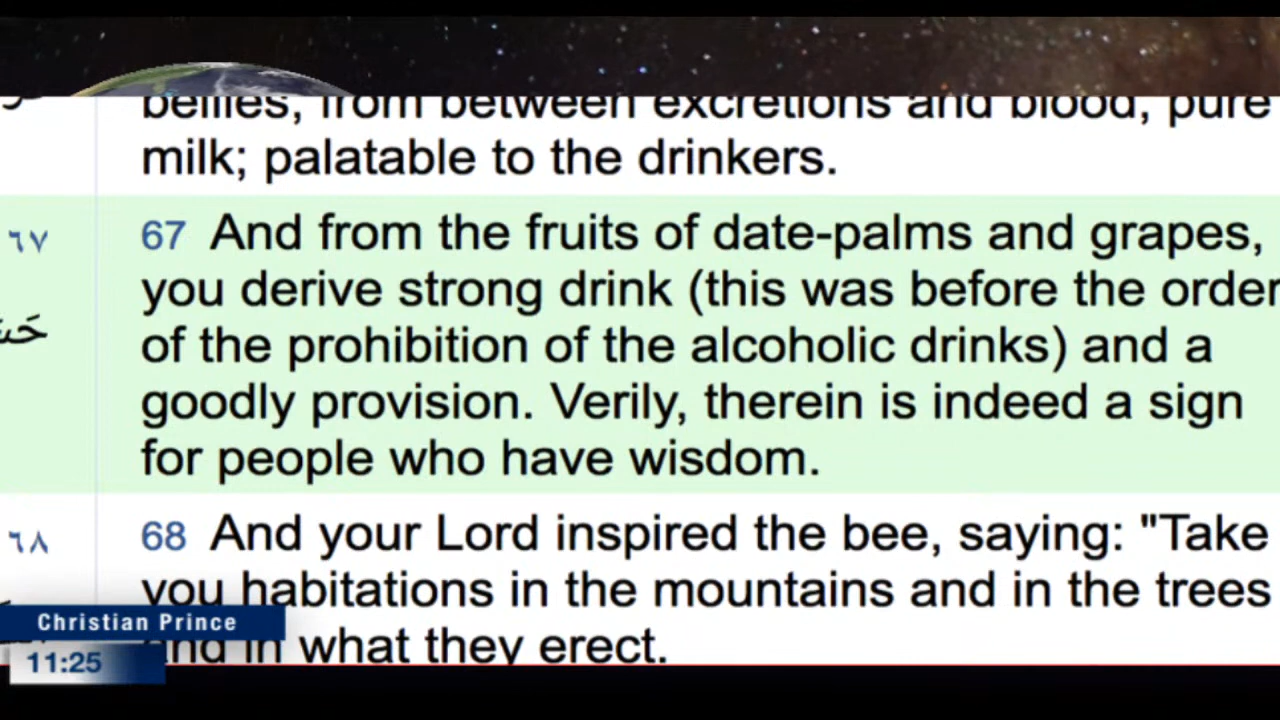 bellies, from between excretions and blood, pure
milk; palatable to the drinkers.
٦٧
67 And from the fruits of date-palms and grapes,
you derive strong drink (this was before the order
of the prohibition of the alcoholic drinks) and a
goodly provision. Verily, therein is indeed a sign
for people who have wisdom.
٦٨
68 And your Lord inspired the bee, saying: "Take
you habitations in the mountains and in the trees
and in what they erect.
Christian Prince
11:25